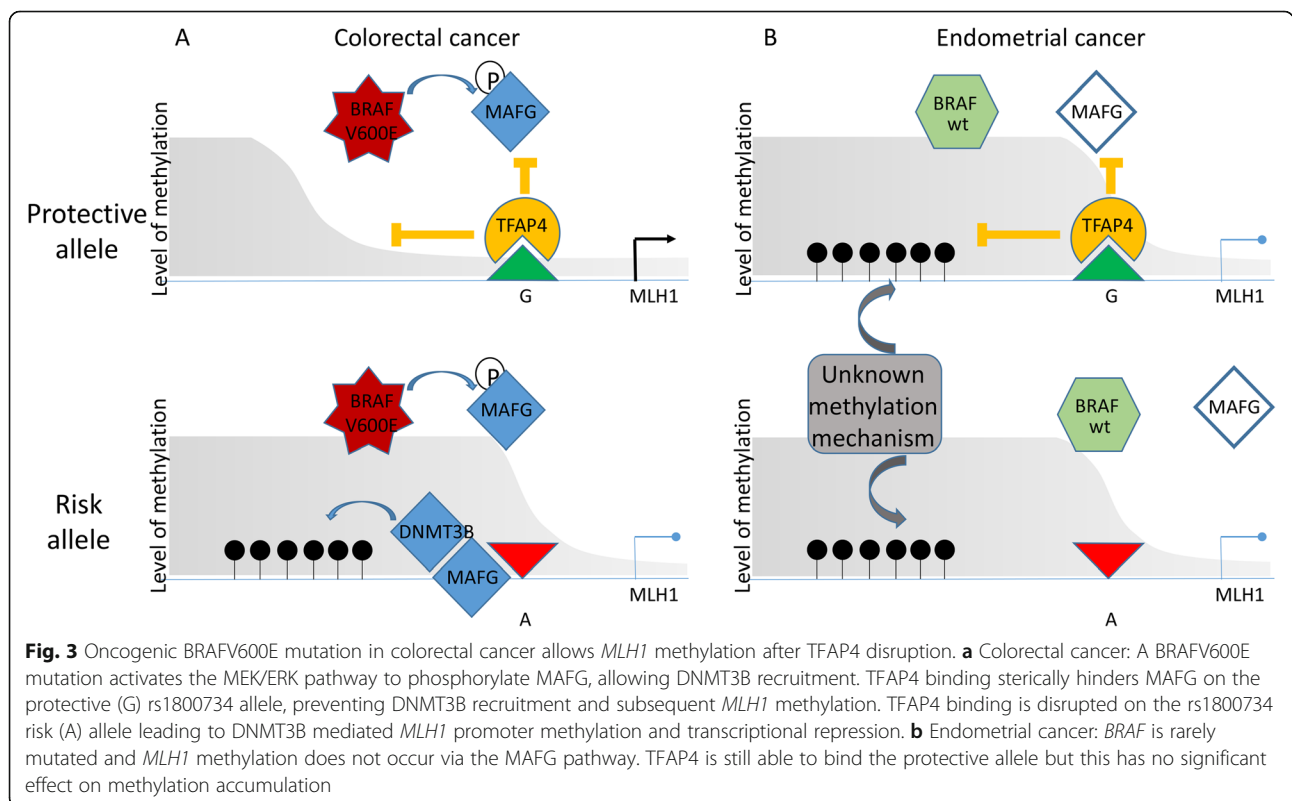 A
Colorectal cancer
B
Endometrial cancer
Protective
allele
Level of methylation
BRAF
V600E
P
MAFG
TFAP4
G
MLH1
Level of methylation
BRAF
wt
MAFG
TFAP4
G
MLH1
Unknown
methylation
mechanism
Risk
allele
Level of methylation
BRAF
V600E
P
MAFG
DNMT3B
MAFG
A
MLH1
Level of methylation
BRAF
wt
MAFG
A
MLH1
Fig. 3 Oncogenic BRAFV600E mutation in colorectal cancer allows MLH1 methylation after TFAP4 disruption. a Colorectal cancer: A BRAFV600E
mutation activates the MEK/ERK pathway to phosphorylate MAFG, allowing DNMT3B recruitment. TFAP4 binding sterically hinders MAFG on the
protective (G) rs1800734 allele, preventing DNMT3B recruitment and subsequent MLH1 methylation. TFAP4 binding is disrupted on the rs1800734
risk (A) allele leading to DNMT3B mediated MLH1 promoter methylation and transcriptional repression. b Endometrial cancer: BRAF is rarely
mutated and MLH1 methylation does not occur via the MAFG pathway. TFAP4 is still able to bind the protective allele but this has no significant
effect on methylation accumulation